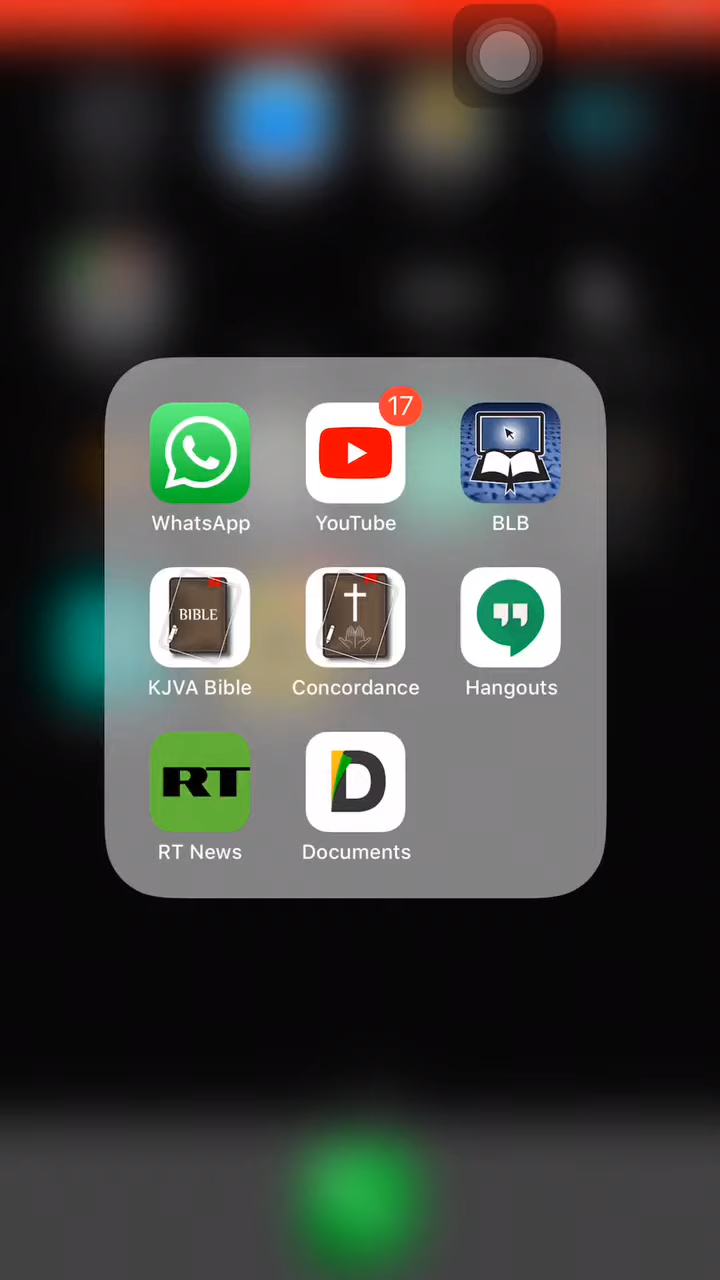 17
WhatsApp YouTube BLB
BIBLE
KJVA Bible Concordance Hangouts
RT D
RT News Documents